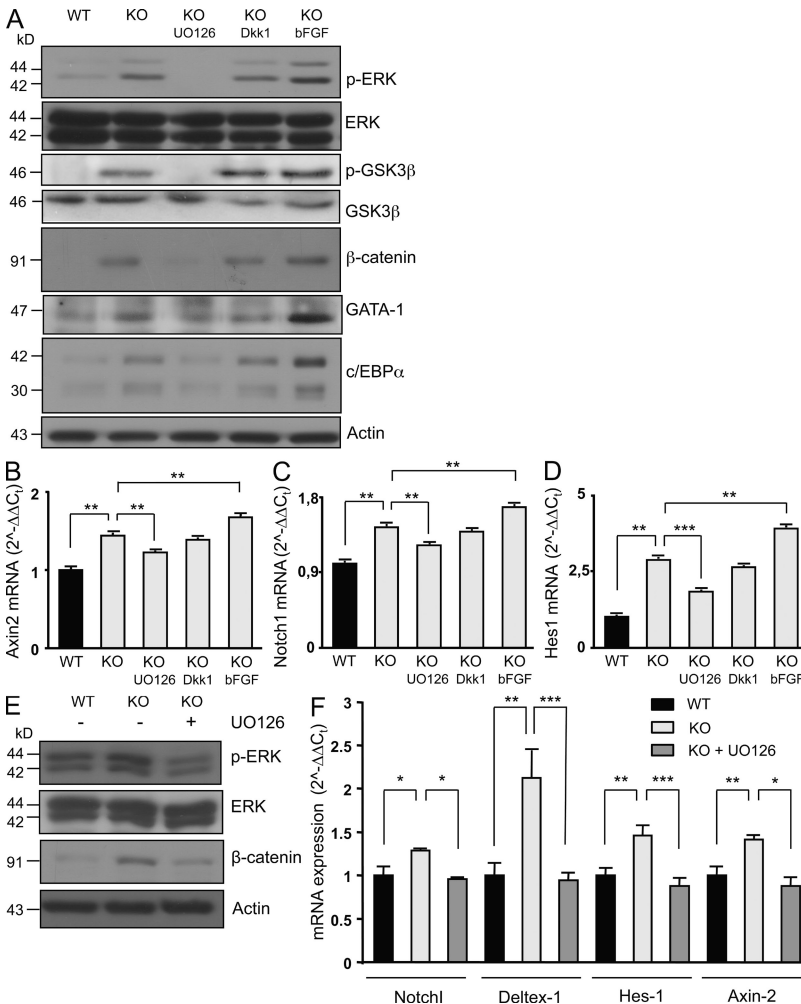 A
WT KO KO KO KO
UO126 Dkk1 bFGF
kD
44
42
p-ERK
44
42
ERK
46
p-GSK3β
46
GSK3β
91
β-catenin
47
GATA-1
42
30
c/EBPα
43
Actin
B
Axin2 mRNA (2^-ΔΔCt)
2
1
0
** ** **
WT KO KO KO KO
UO126 Dkk1 bFGF
C
Notch1 mRNA (2^-ΔΔCt)
1,8
0,9
0
** ** **
WT KO KO KO KO
UO126 Dkk1 bFGF
D
Hes1 mRNA (2^-ΔΔCt)
5
2,5
0
** *** **
WT KO KO KO KO
UO126 Dkk1 bFGF
E
WT KO KO
- - + UO126
kD
44
42
p-ERK
44
42
ERK
91
β-catenin
43
Actin
F
mRNA expression (2^-ΔΔCt)
3
2.5
2
1.5
1
0.5
0
WT
KO
KO + UO126
* * ** *** ** *** ** *
NotchI Deltex-1 Hes-1 Axin-2